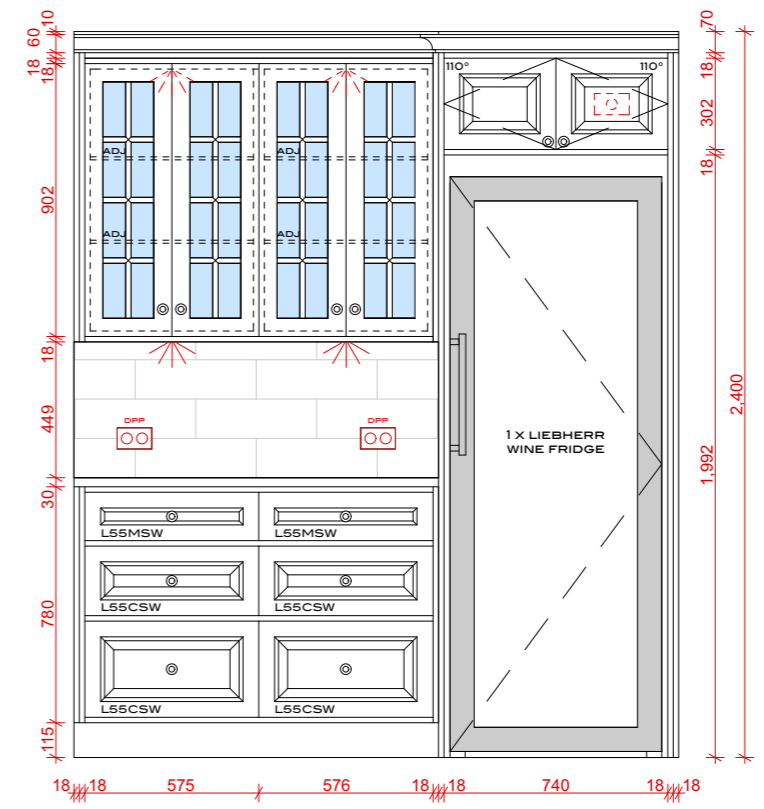 10
60
18
18
902
18
449
30
780
115
70
18
302
18
1,992
2,400
110°
110°
ADJ
ADJ
ADJ
ADJ
DPP
DPP
1 X LIEBHERR
WINE FRIDGE
L55MSW
L55MSW
L55CSW
L55CSW
L55CSW
L55CSW
18 18 575 576 18 18 740 18 18